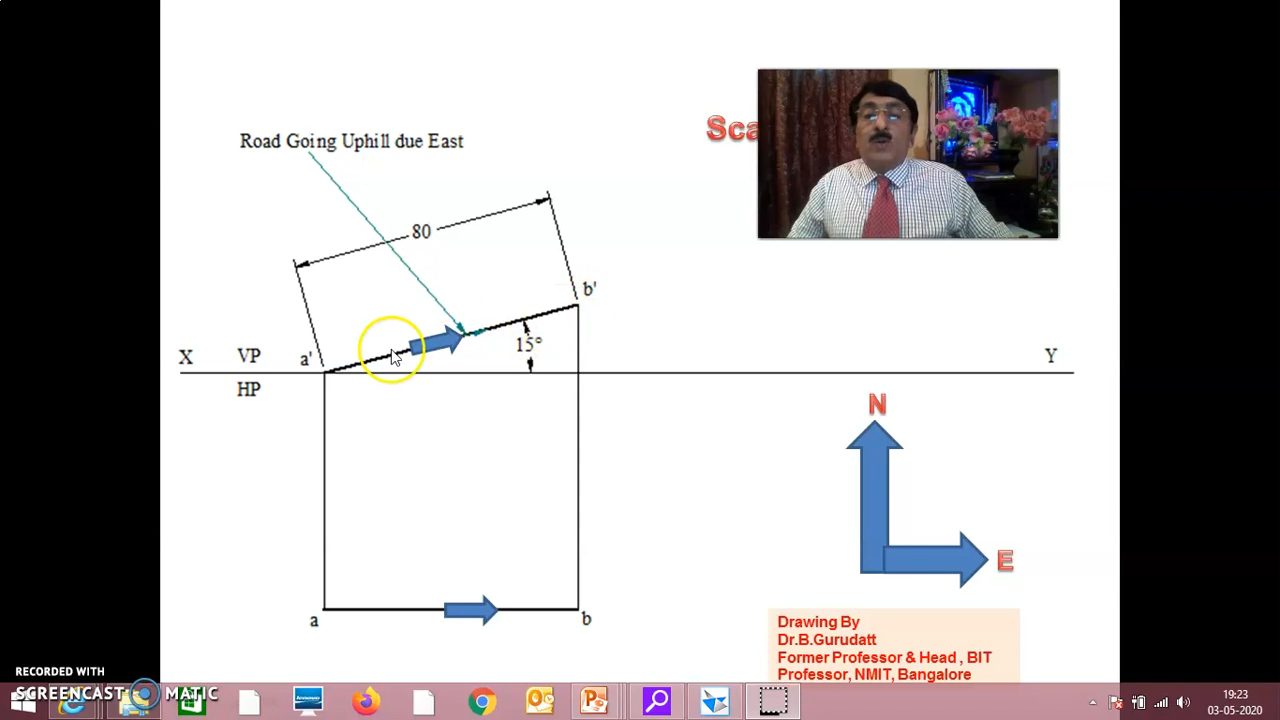 Road Going Uphill due East
Sca
80
b'
15°
X
VP
a'
Y
HP
N
E
a
b
Drawing By
Dr.B.Gurudatt
Former Professor & Head , BIT
Professor, NMIT, Bangalore
RECORDED WITH
SCREENCAST MATIC
19:23
03-05-2020